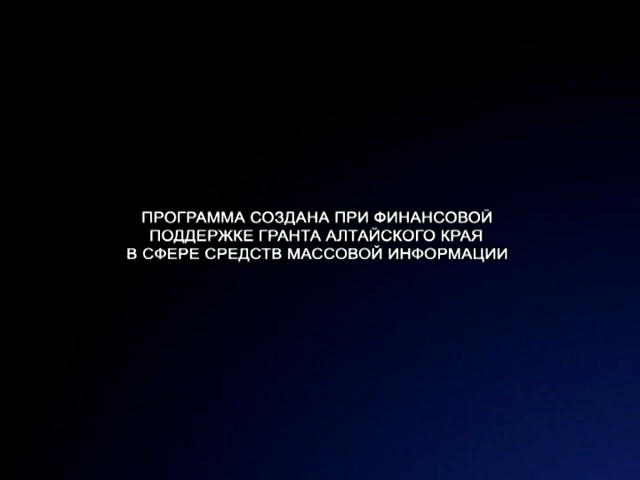 ПРОГРАММА СОЗДАНА ПРИ ФИНАНСОВОЙ
ПОДДЕРЖКЕ ГРАНТА АЛТАЙСКОГО КРАЯ
В СФЕРЕ СРЕДСТВ МАССОВОЙ ИНФОРМАЦИИ